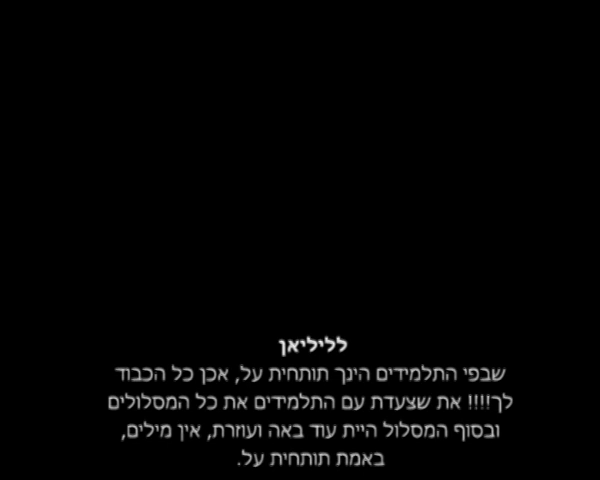 לליליאן
שבפי התלמידים הינך תותחית על, אכן כל הכבוד
לך!!!! את שצעדת עם התלמידים את כל המסלולים
ובסוף המסלול היית עוד באה ועוזרת, אין מילים,
באמת תותחית על.